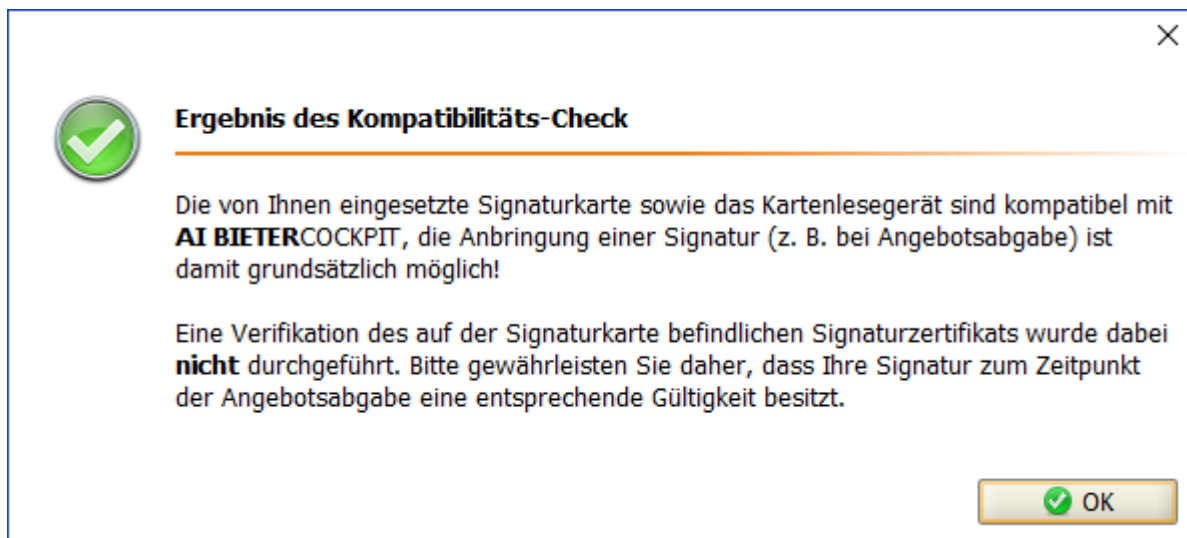 Ergebnis des Kompatibilitäts-Check
Die von Ihnen eingesetzte Signaturkarte sowie das Kartenlesegerät sind kompatibel mit
AI BIETERCOCKPIT, die Anbringung einer Signatur (z. B. bei Angebotsabgabe) ist
damit grundsätzlich möglich!
Eine Verifikation des auf der Signaturkarte befindlichen Signaturzertifikats wurde dabei
nicht durchgeführt. Bitte gewährleisten Sie daher, dass Ihre Signatur zum Zeitpunkt
der Angebotsabgabe eine entsprechende Gültigkeit besitzt.
OK